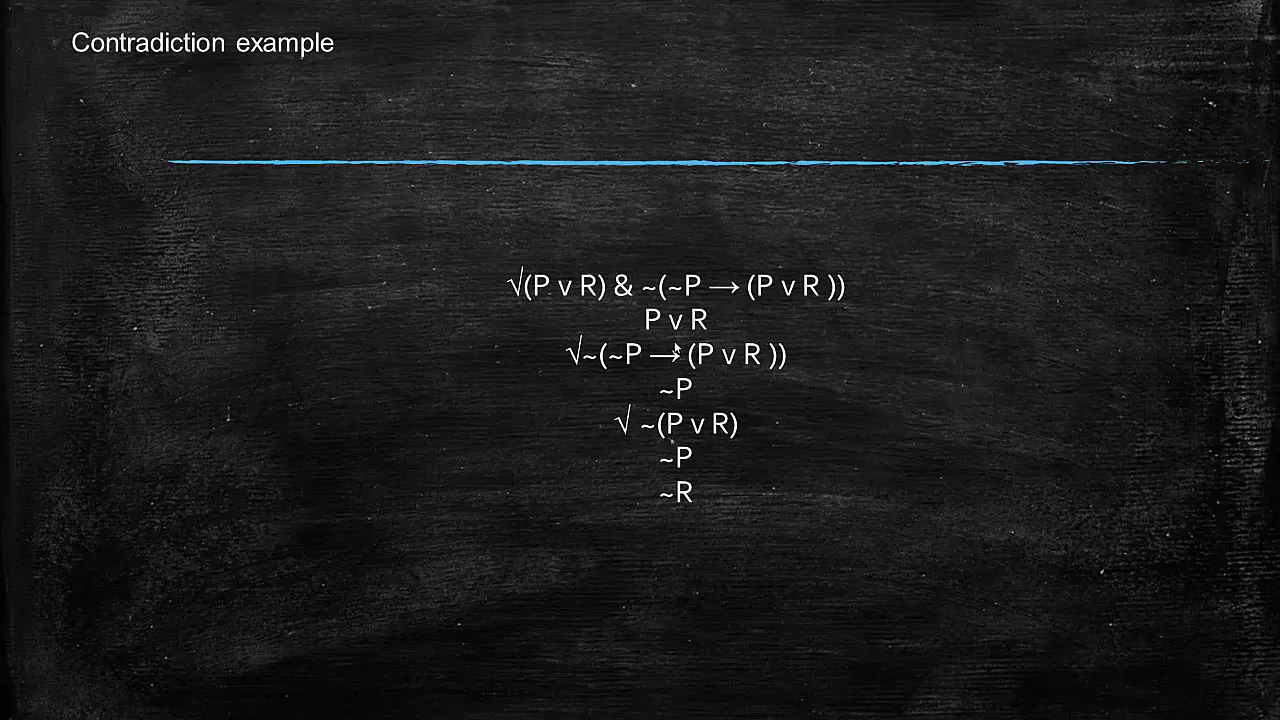 Contradiction example
√(P v R) & ~(~P → (P v R ))
P v R
√~(~P → (P v R ))
~P
√ ~(P v R)
~P
~R